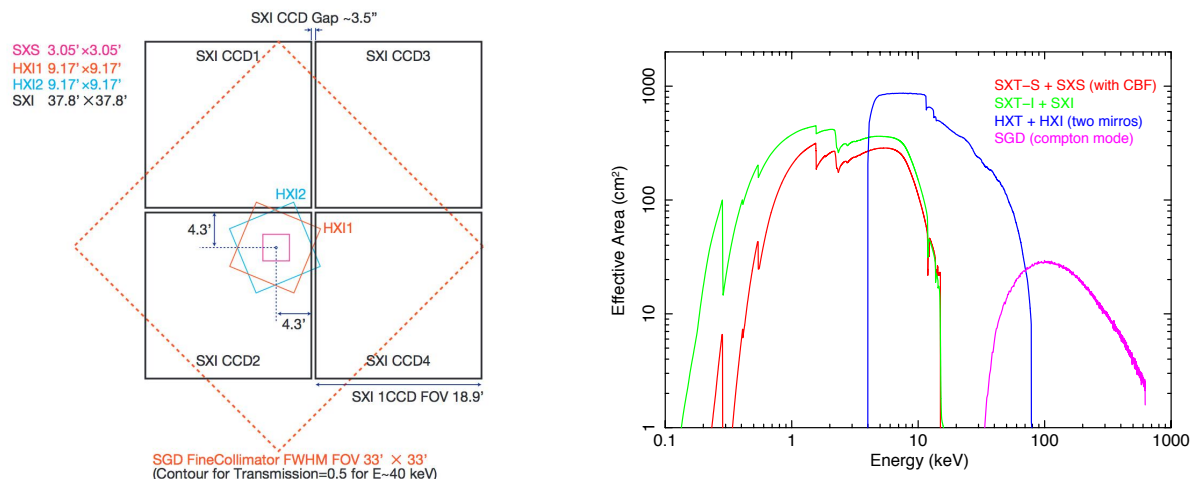 SXI CCD Gap ~3.5”
SXS 3.05’×3.05’
HXI1 9.17’×9.17’
HXI2 9.17’×9.17’
SXI 37.8’ ×37.8’
SXI CCD1
SXI CCD3
HXI2
HXI1
4.3’
4.3’
SXI CCD2
SXI CCD4
SXI 1CCD FOV 18.9’
SGD FineCollimator FWHM FOV 33’ × 33’
(Contour for Transmission=0.5 for E~40 keV)
SXT−S + SXS (with CBF)
SXT−I + SXI
HXT + HXI (two mirros)
SGD (compton mode)
Effective Area (cm²)
1000
100
10
1
0.1 1 10 100 1000
Energy (keV)